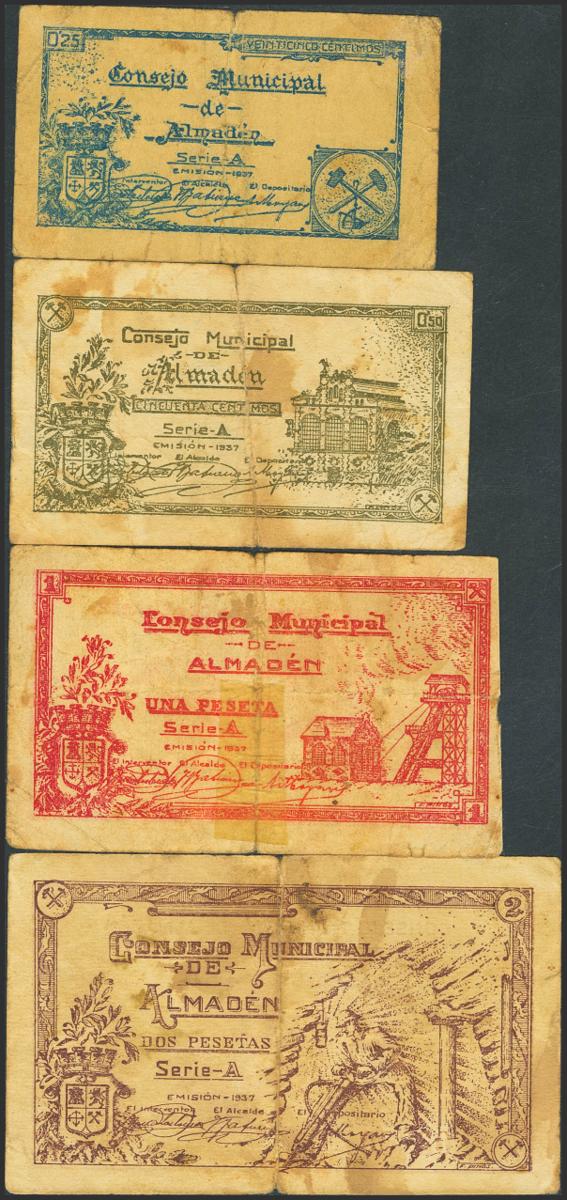 0'25
VEINTICINCO CENTIMOS
Consejo Municipal
de
Almadén
Serie-A
EMISIÓN-1937
Interventor El Alcalde El Depositario
0'50
Consejo Municipal
DE
Almadén
CINCUENTA CENTIMOS
Serie-A
EMISIÓN-1937
El Interventor El Alcalde El Depositario
1
Consejo Municipal
DE
ALMADÉN
UNA PESETA
Serie-A
EMISIÓN-1937
El Interventor El Alcalde El Depositario
1
2
CONSEJO MUNICIPAL
DE
ALMADÉN
DOS PESETAS
Serie-A
EMISIÓN-1937
El Interventor El Alcalde El Depositario